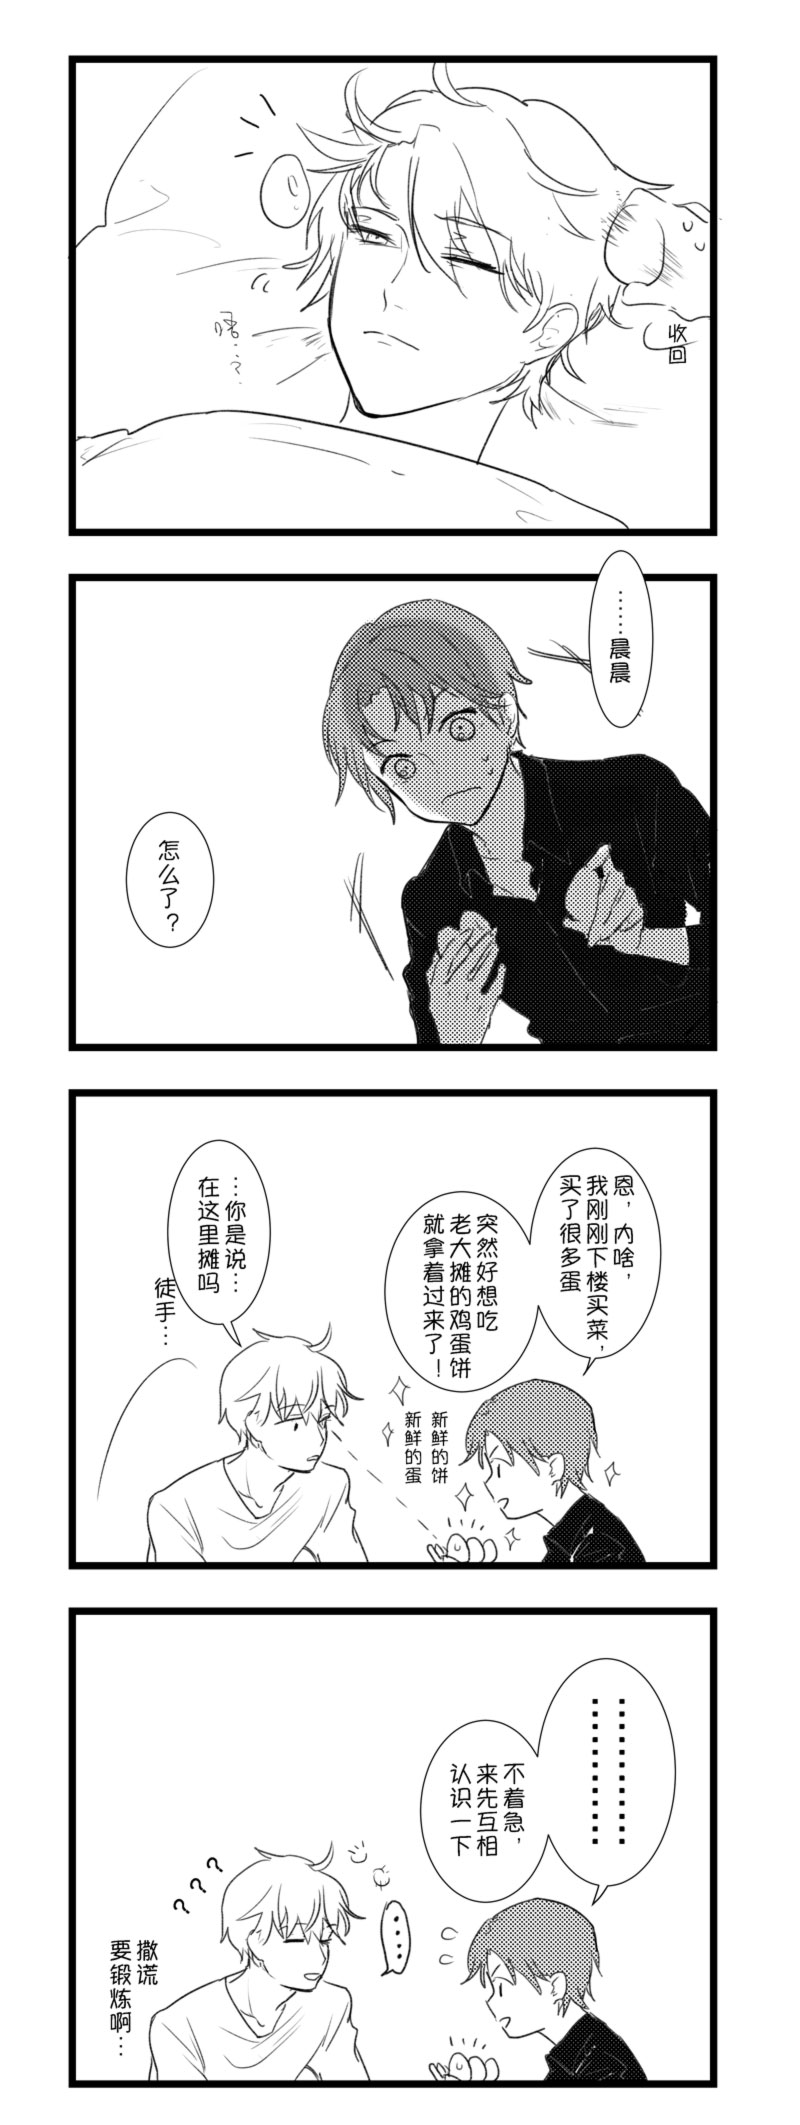 唔…？
收回
……晨晨
怎么了？
恩，内啥，
我刚刚下楼买菜，
买了很多蛋
突然好想吃
老大摊的鸡蛋饼
就拿着过来了！
新鲜的饼
新鲜的蛋
…你是说…
在这里摊吗
徒手…
…………………
…………………
不着急，
来先互相
认识一下
……
？？？
撒谎
要锻炼啊…